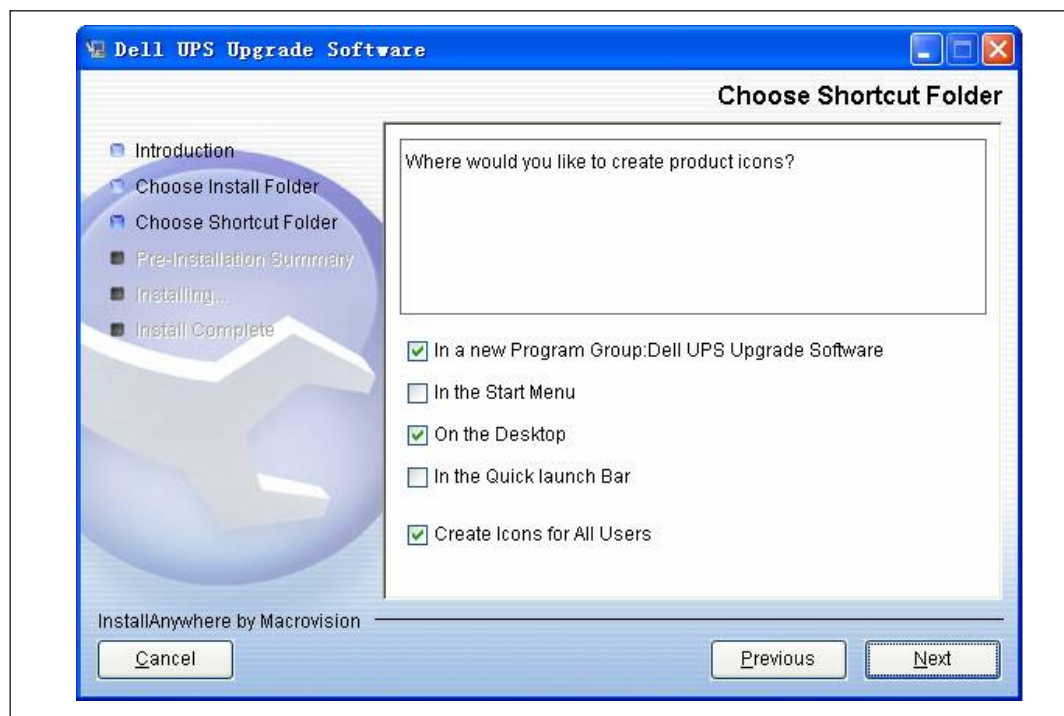 Dell UPS Upgrade Software
Choose Shortcut Folder
Introduction
Choose Install Folder
Choose Shortcut Folder
Pre-Installation Summary
Installing...
Install Complete
Where would you like to create product icons?
In a new Program Group:Dell UPS Upgrade Software
In the Start Menu
On the Desktop
In the Quick launch Bar
Create Icons for All Users
InstallAnywhere by Macrovision
Cancel
Previous
Next